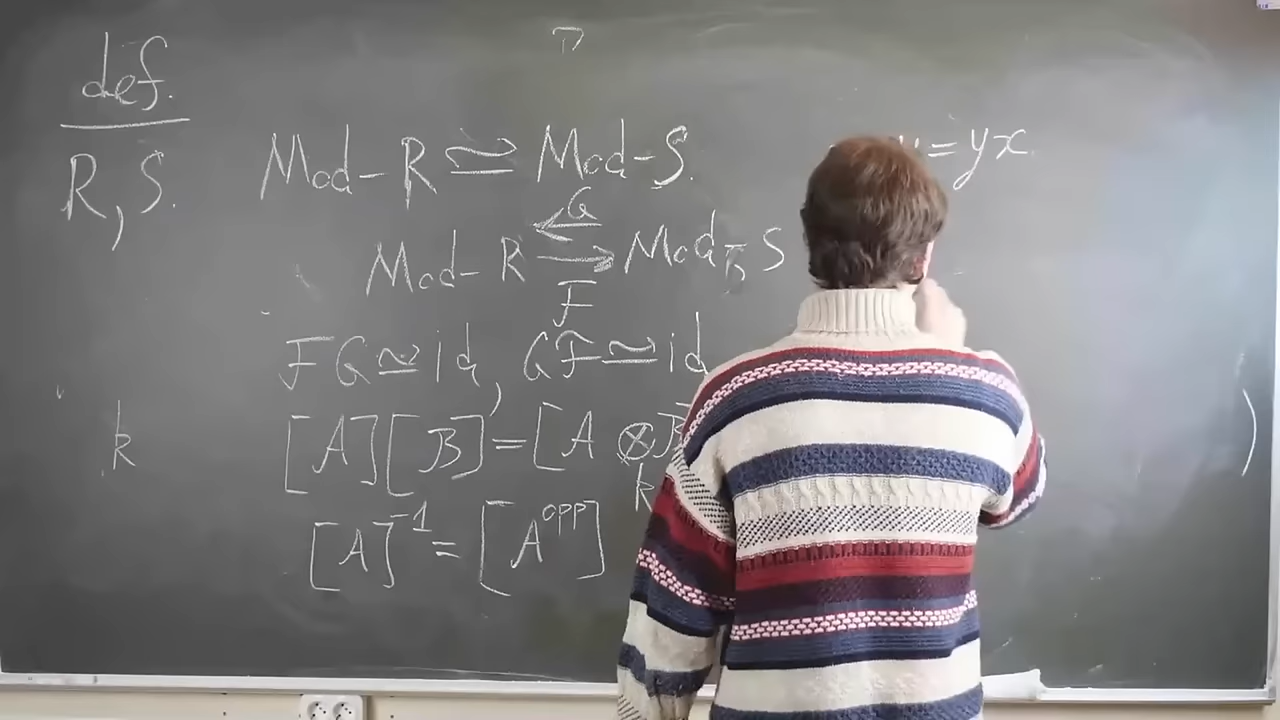 def.
R, S.
Mod-R ≃ Mod-S.
=yx
Mod-R ⇄ Mod-S
G
F
FG≃id, GF≃id
k
[A][B]=[A ⊗ B
k
[A]⁻¹=[A^opp]
)